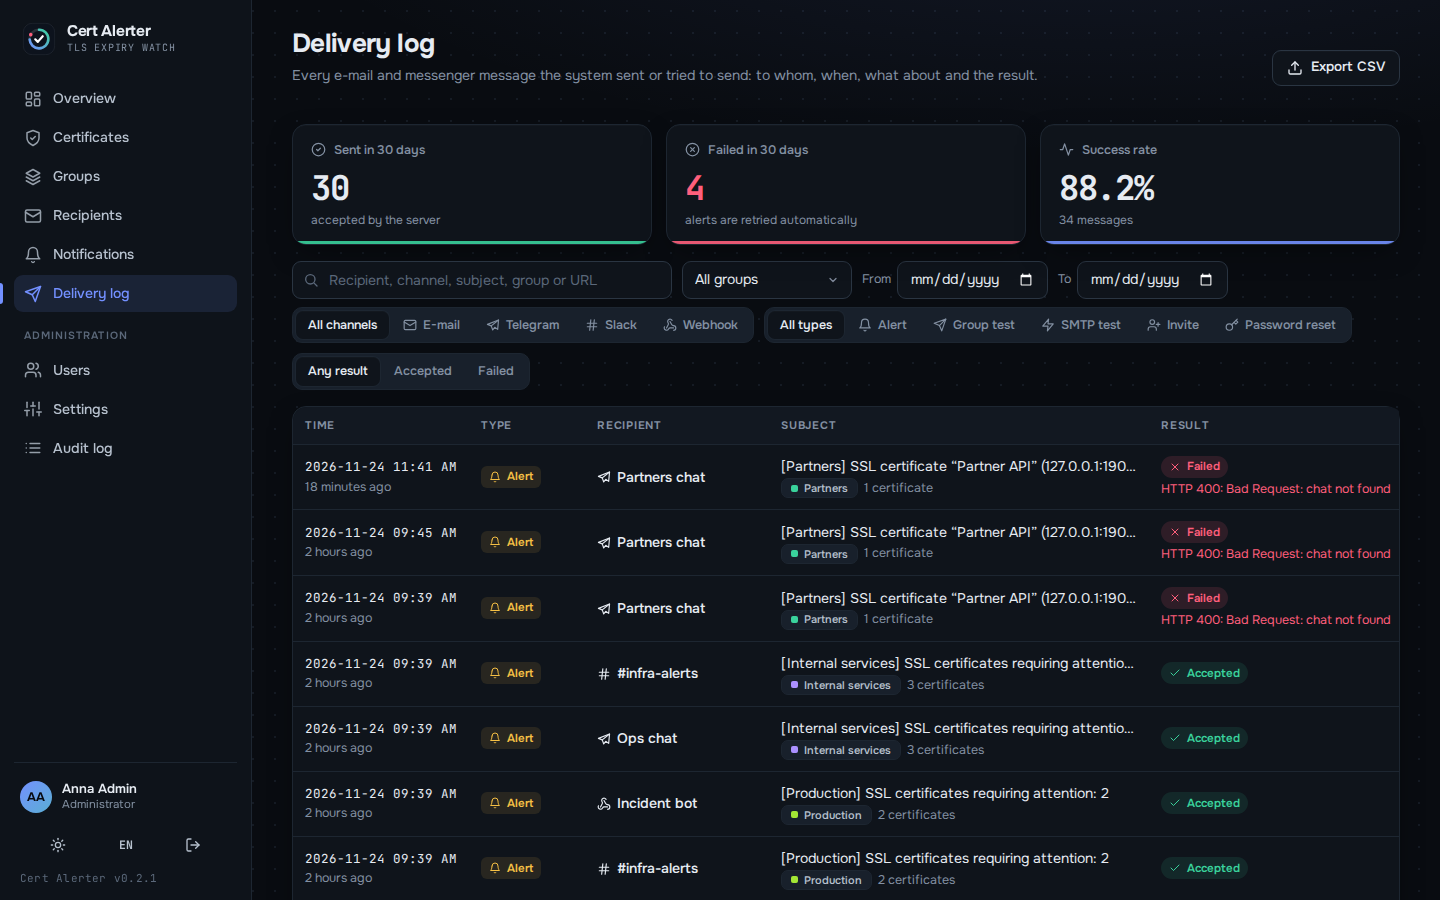 Cert Alerter
TLS EXPIRY WATCH
Overview
Certificates
Groups
Recipients
Notifications
Delivery log
ADMINISTRATION
Users
Settings
Audit log
AA
Anna Admin
Administrator
EN
Cert Alerter v0.2.1
Delivery log
Every e-mail and messenger message the system sent or tried to send: to whom, when, what about and the result.
Export CSV
Sent in 30 days
30
accepted by the server
Failed in 30 days
4
alerts are retried automatically
Success rate
88.2%
34 messages
Recipient, channel, subject, group or URL
All groups
From
mm/dd/yyyy
To
mm/dd/yyyy
All channels E-mail Telegram Slack Webhook
All types Alert Group test SMTP test Invite Password reset
Any result Accepted Failed
TIME TYPE RECIPIENT SUBJECT RESULT
2026-11-24 11:41 AM
18 minutes ago
Alert
Partners chat
[Partners] SSL certificate “Partner API” (127.0.0.1:190...
Partners 1 certificate
Failed
HTTP 400: Bad Request: chat not found
2026-11-24 09:45 AM
2 hours ago
Alert
Partners chat
[Partners] SSL certificate “Partner API” (127.0.0.1:190...
Partners 1 certificate
Failed
HTTP 400: Bad Request: chat not found
2026-11-24 09:39 AM
2 hours ago
Alert
Partners chat
[Partners] SSL certificate “Partner API” (127.0.0.1:190...
Partners 1 certificate
Failed
HTTP 400: Bad Request: chat not found
2026-11-24 09:39 AM
2 hours ago
Alert
#infra-alerts
[Internal services] SSL certificates requiring attentio...
Internal services 3 certificates
Accepted
2026-11-24 09:39 AM
2 hours ago
Alert
Ops chat
[Internal services] SSL certificates requiring attentio...
Internal services 3 certificates
Accepted
2026-11-24 09:39 AM
2 hours ago
Alert
Incident bot
[Production] SSL certificates requiring attention: 2
Production 2 certificates
Accepted
2026-11-24 09:39 AM
2 hours ago
Alert
#infra-alerts
[Production] SSL certificates requiring attention: 2
Production 2 certificates
Accepted